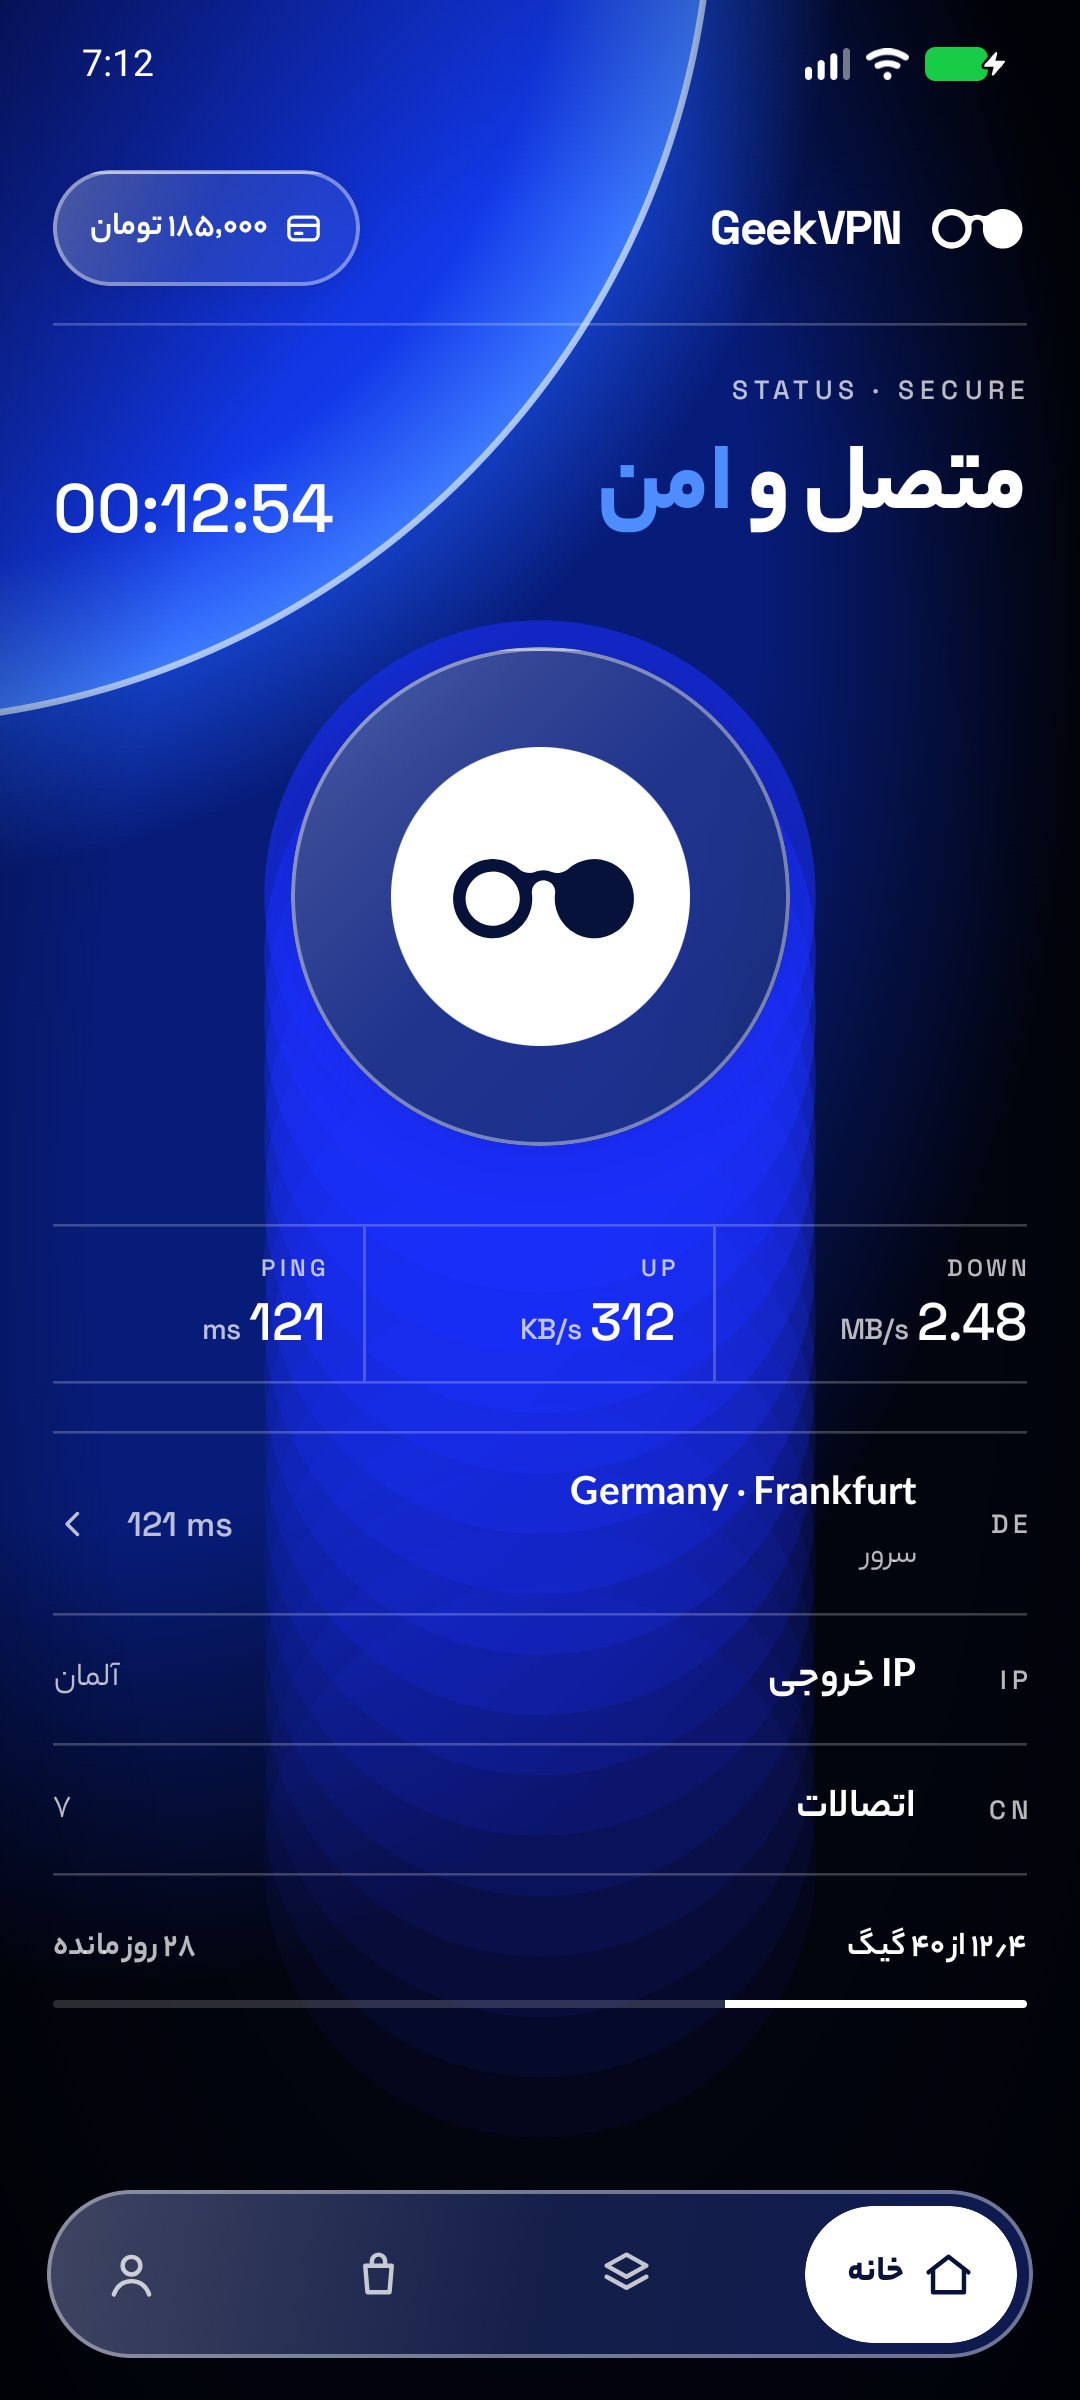 7:12
GeekVPN
۱۸۵,۰۰۰ تومان
STATUS · SECURE
متصل و امن
00:12:54
DOWN
2.48 MB/s
UP
312 KB/s
PING
121 ms
DE
Germany · Frankfurt
سرور
121 ms
IP
IP خروجی
آلمان
CN
اتصالات
۷
۱۲٫۴ از ۴۰ گیگ
۲۸ روز مانده
خانه